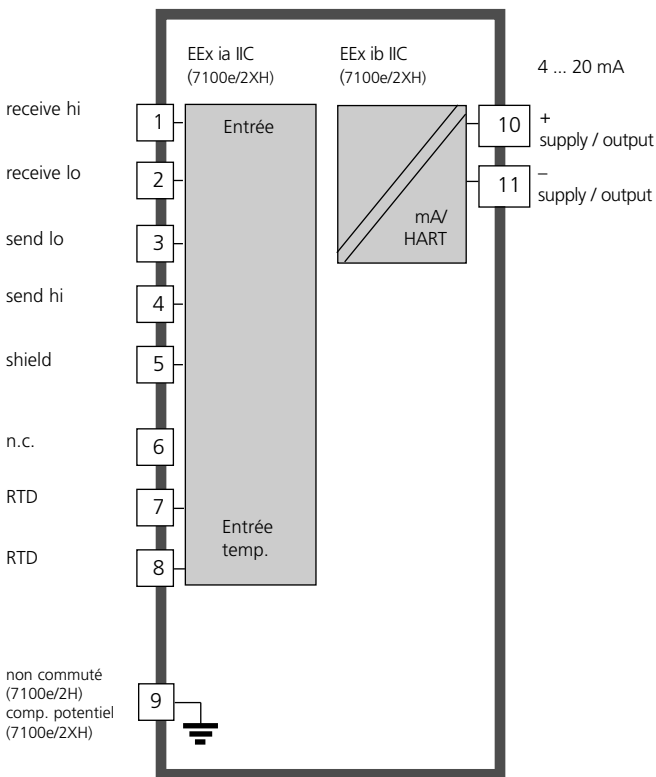 EEx ia IIC
(7100e/2XH)
EEx ib IIC
(7100e/2XH)
4 ... 20 mA
receive hi
1
Entrée
10
+
supply / output
receive lo
2
11
–
supply / output
mA/
HART
send lo
3
send hi
4
shield
5
n.c.
6
RTD
7
Entrée
temp.
RTD
8
non commuté
(7100e/2H)
comp. potentiel
(7100e/2XH)
9